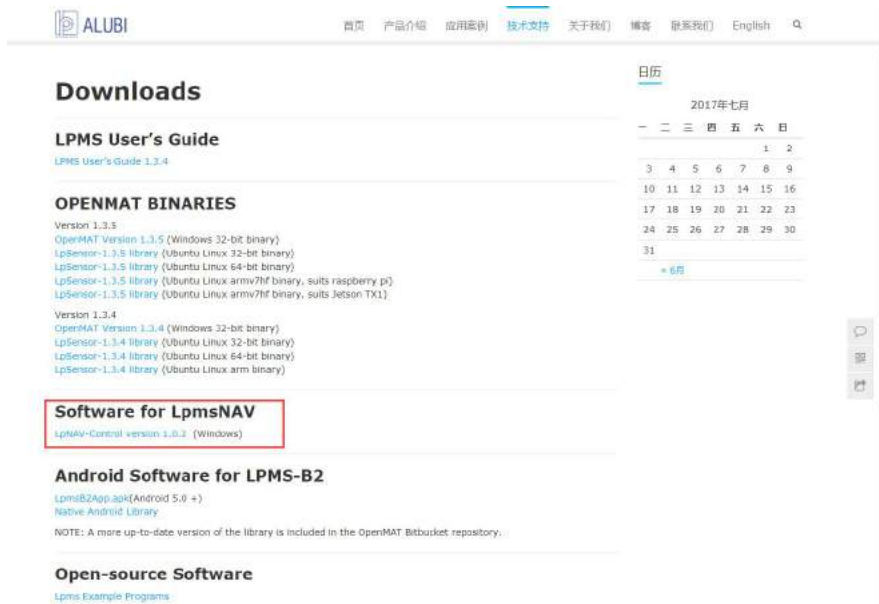 ALUBI
首页 产品介绍 应用案例 技术支持 关于我们 博客 联系我们 English
Downloads
LPMS User's Guide
LPMS User's Guide 1.3.4
OPENMAT BINARIES
Version 1.3.5
OpenMAT Version 1.3.5 (Windows 32-bit binary)
LpSensor-1.3.5 library (Ubuntu Linux 32-bit binary)
LpSensor-1.3.5 library (Ubuntu Linux 64-bit binary)
LpSensor-1.3.5 library (Ubuntu Linux armv7hf binary, suits raspberry pi)
LpSensor-1.3.5 library (Ubuntu Linux armv7hf binary, suits Jetson TX1)
Version 1.3.4
OpenMAT Version 1.3.4 (Windows 32-bit binary)
LpSensor-1.3.4 library (Ubuntu Linux 32-bit binary)
LpSensor-1.3.4 library (Ubuntu Linux 64-bit binary)
LpSensor-1.3.4 library (Ubuntu Linux arm binary)
Software for LpmsNAV
LpNAV-Control version 1.0.2 (Windows)
Android Software for LPMS-B2
LpmsB2App.apk(Android 5.0 +)
Native Android Library
NOTE: A more up-to-date version of the library is included in the OpenMAT Bitbucket repository.
Open-source Software
Lpms Example Programs
日历
2017年七月
一 二 三 四 五 六 日
1 2
3 4 5 6 7 8 9
10 11 12 13 14 15 16
17 18 19 20 21 22 23
24 25 26 27 28 29 30
31
« 6月